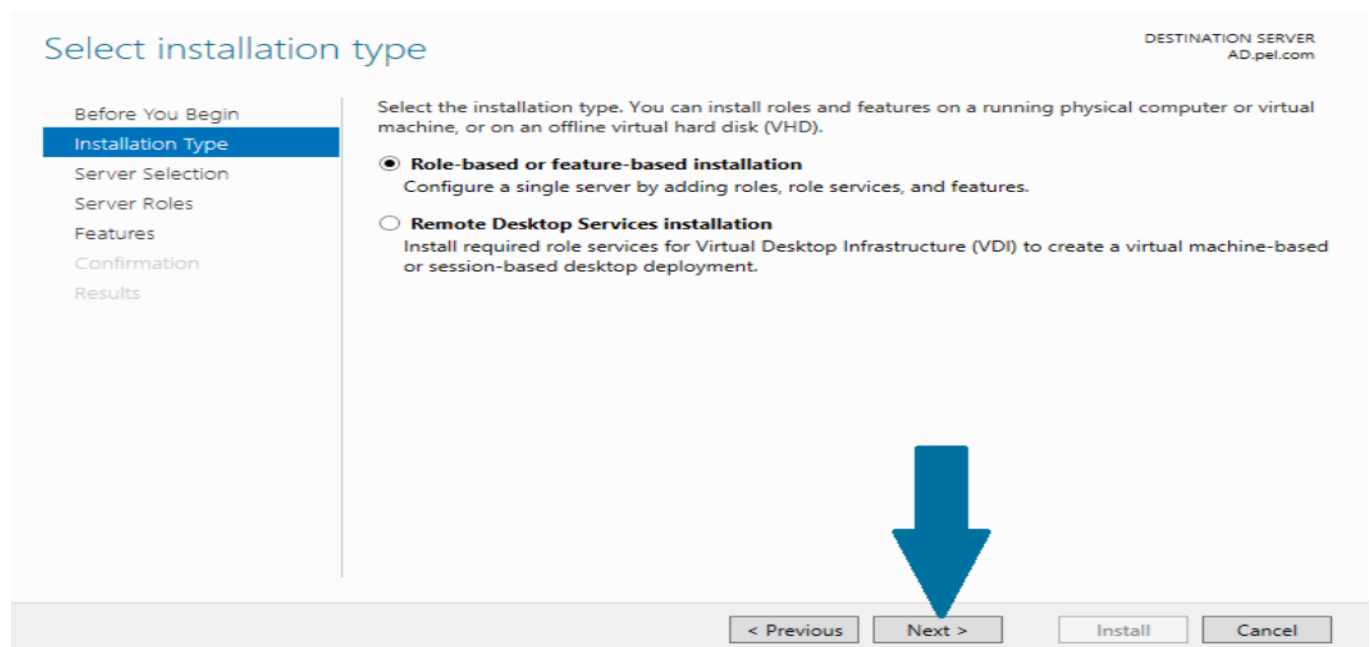 Select installation type
DESTINATION SERVER
AD.pel.com
Before You Begin
Installation Type
Server Selection
Server Roles
Features
Confirmation
Results
Select the installation type. You can install roles and features on a running physical computer or virtual
machine, or on an offline virtual hard disk (VHD).
Role-based or feature-based installation
Configure a single server by adding roles, role services, and features.
Remote Desktop Services installation
Install required role services for Virtual Desktop Infrastructure (VDI) to create a virtual machine-based
or session-based desktop deployment.
< Previous
Next >
Install
Cancel